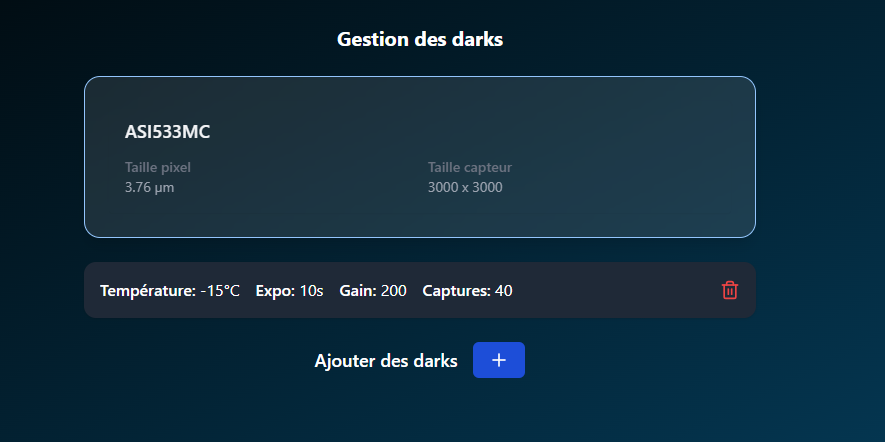 Gestion des darks
ASI533MC
Taille pixel Taille capteur
3.76 µm 3000 x 3000
Température: -15°C Expo: 10s Gain: 200 Captures: 40
Ajouter des darks +